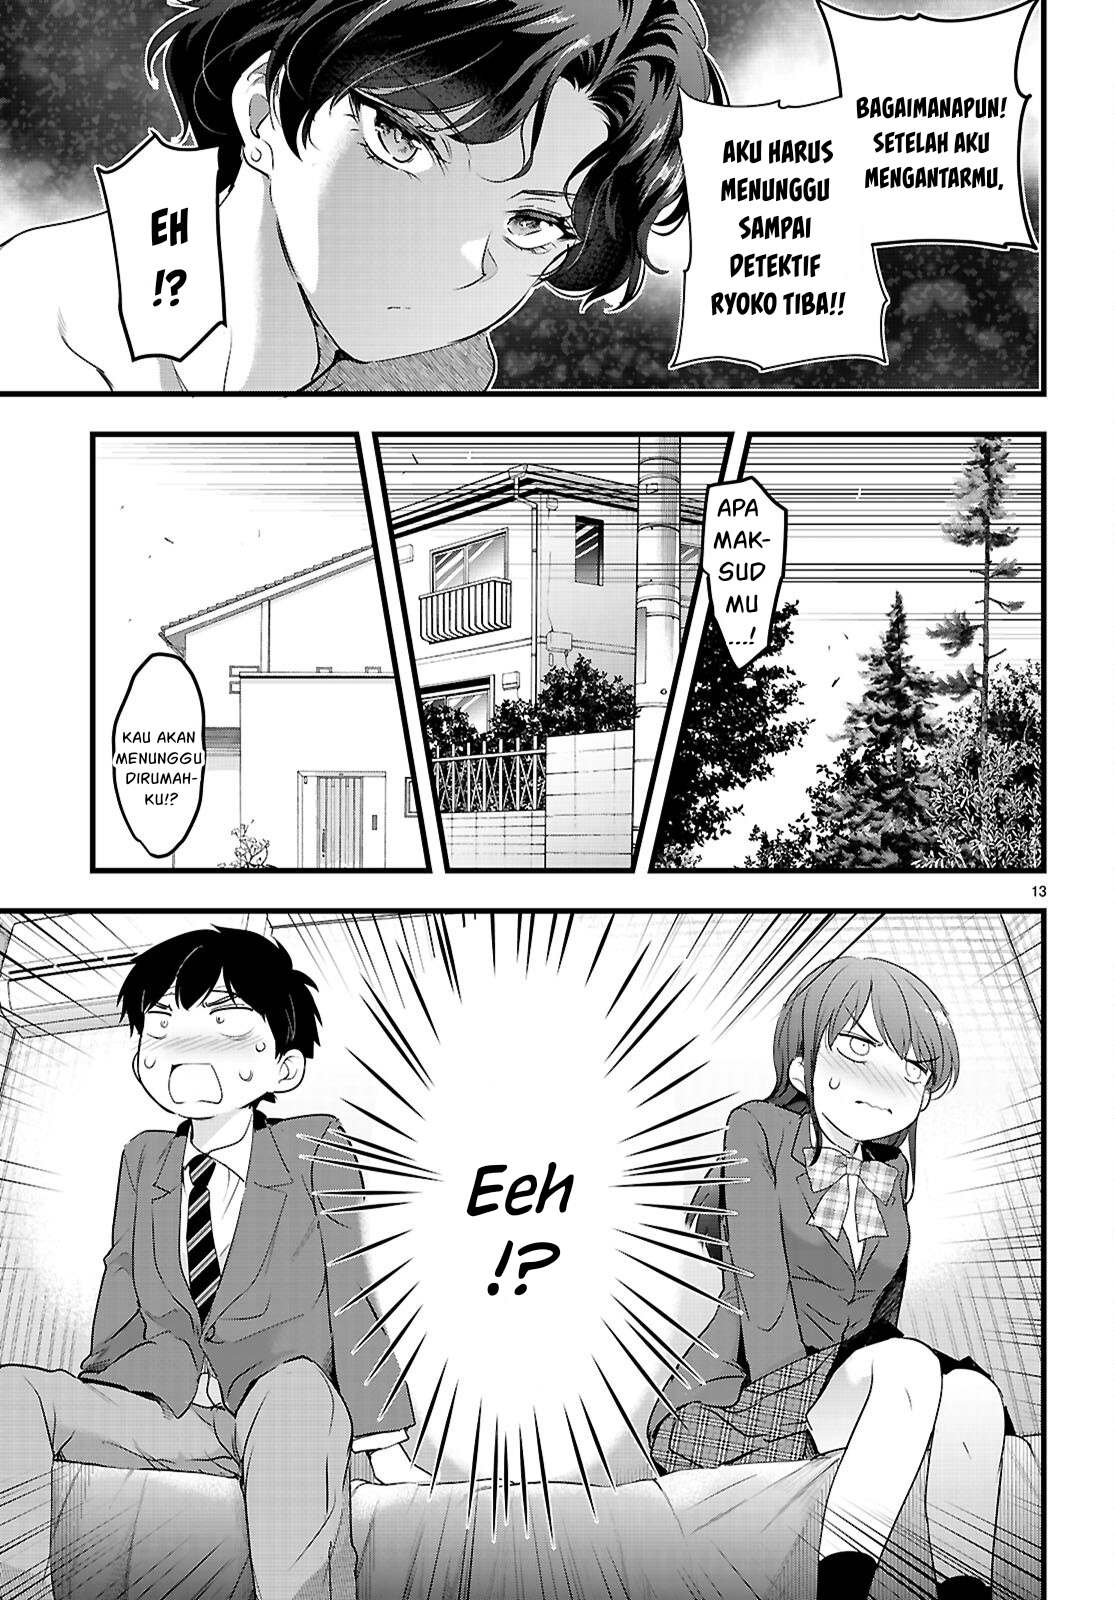 BAGAIMANAPUN!
SETELAH AKU
MENGANTARMU,
AKU HARUS
MENUNGGU
SAMPAI
DETEKTIF
RYOKO TIBA!!
EH
!?
APA
MAK-
SUD
MU
....!
KAU AKAN
MENUNGGU
DIRUMAH-
KU!?
13
Eeh
!?